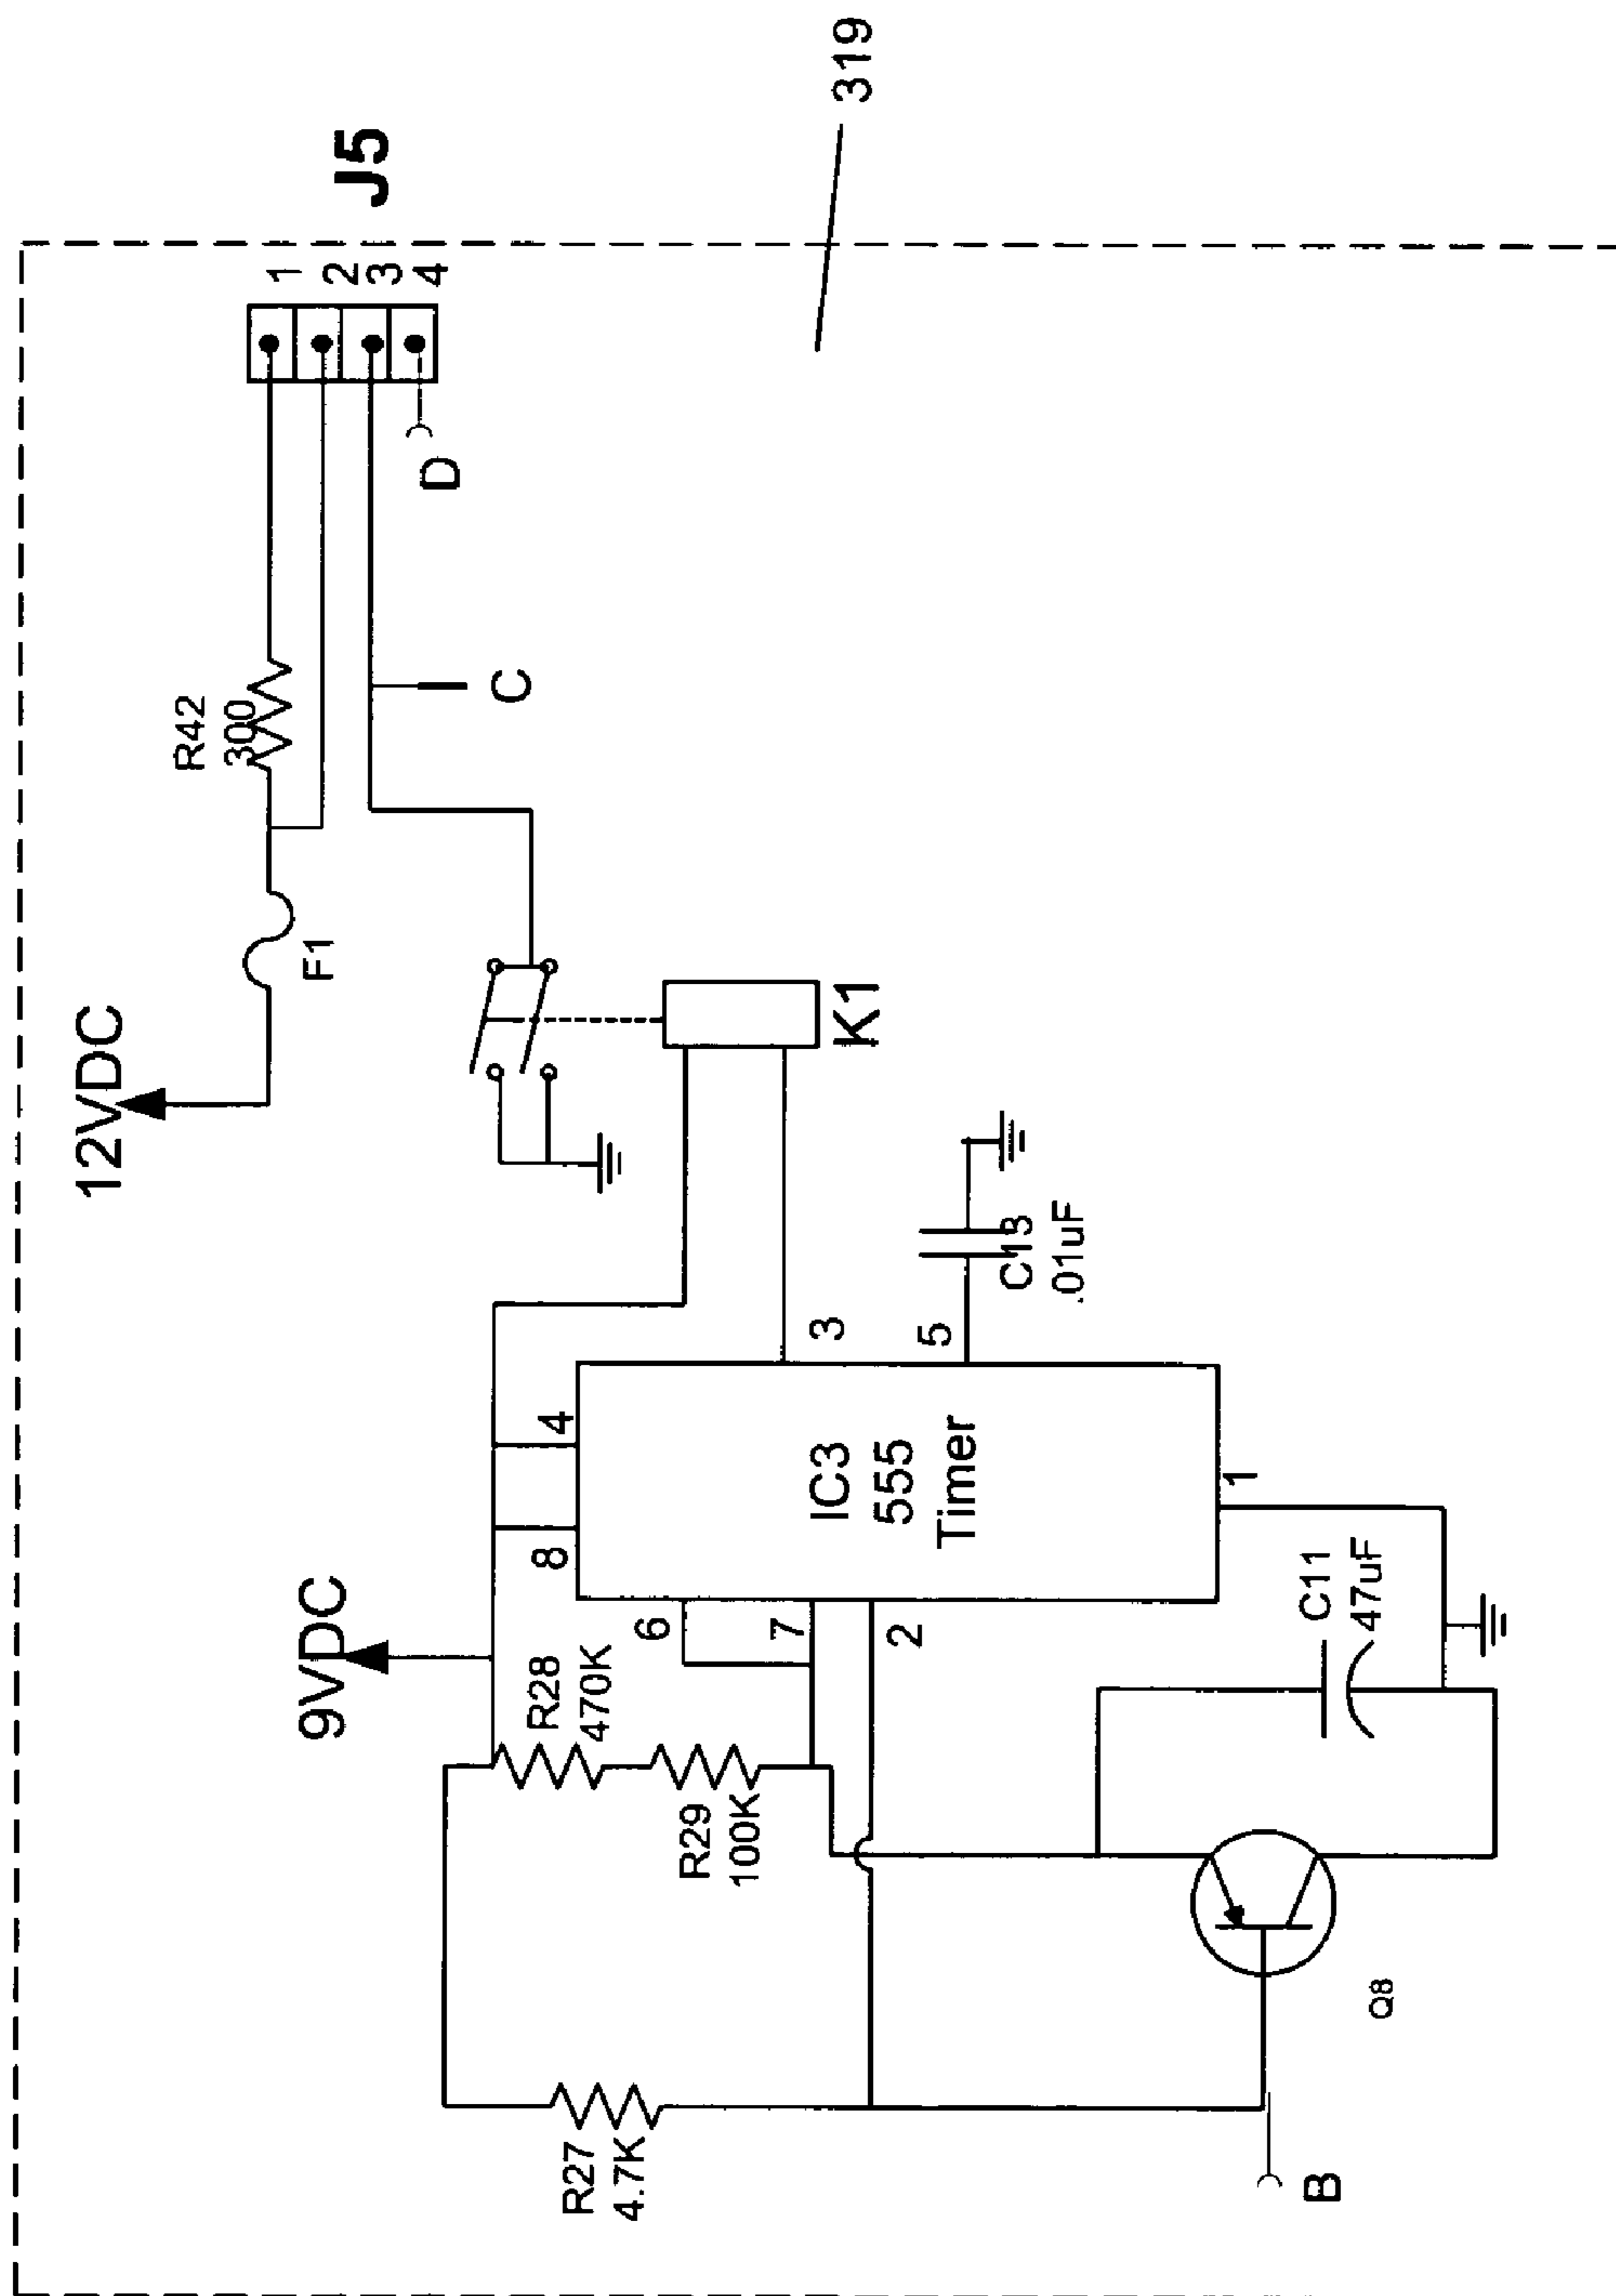 J5
12VDC
R42
300
1
2
3
4
F1
D
C
319
9VDC
K1
R28
470K
R29
100K
R27
4.7K
8
4
6
7
2
3
5
1
IC3
555
Timer
C13
.01uF
C11
47uF
Q8
B